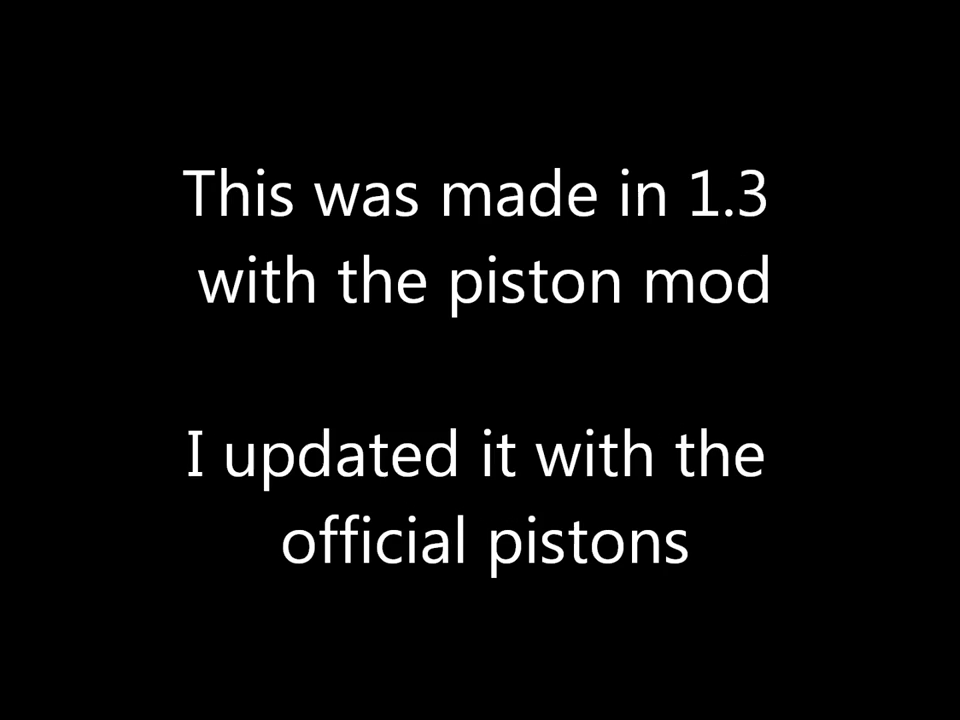 This was made in 1.3
with the piston mod
I updated it with the
official pistons